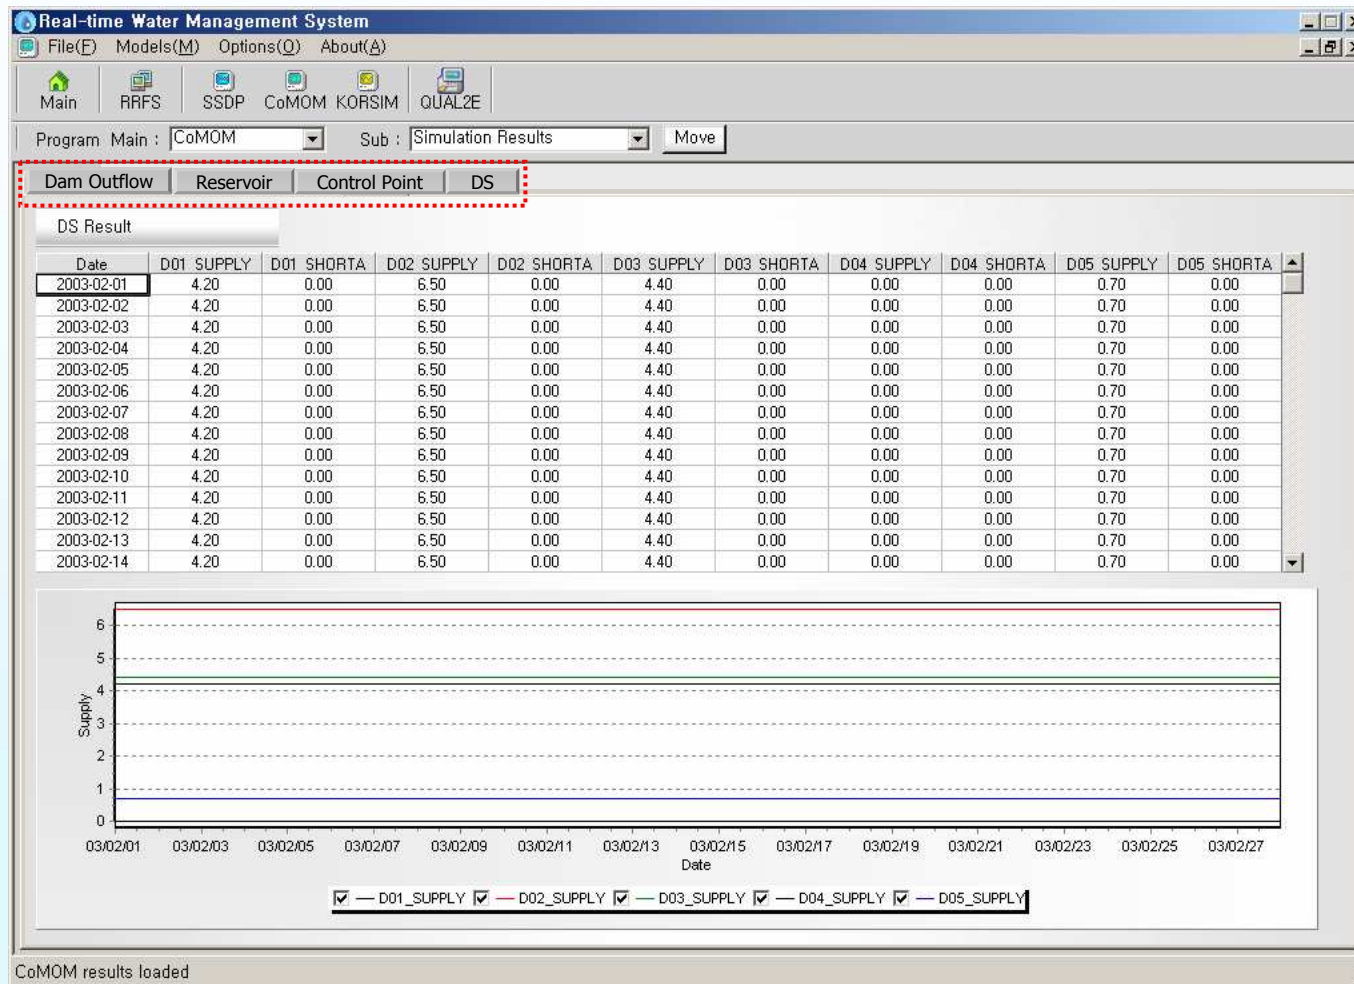 Real-time Water Management System
File(F) Models(M) Options(O) About(A)
Main RRFS SSDP CoMOM KORSIM QUAL2E
Program Main : CoMOM Sub : Simulation Results Move
Dam Outflow Reservoir Control Point DS
DS Result
Date D01 SUPPLY D01 SHORTA D02 SUPPLY D02 SHORTA D03 SUPPLY D03 SHORTA D04 SUPPLY D04 SHORTA D05 SUPPLY D05 SHORTA
2003-02-01 4.20 0.00 6.50 0.00 4.40 0.00 0.00 0.00 0.70 0.00
2003-02-02 4.20 0.00 6.50 0.00 4.40 0.00 0.00 0.00 0.70 0.00
2003-02-03 4.20 0.00 6.50 0.00 4.40 0.00 0.00 0.00 0.70 0.00
2003-02-04 4.20 0.00 6.50 0.00 4.40 0.00 0.00 0.00 0.70 0.00
2003-02-05 4.20 0.00 6.50 0.00 4.40 0.00 0.00 0.00 0.70 0.00
2003-02-06 4.20 0.00 6.50 0.00 4.40 0.00 0.00 0.00 0.70 0.00
2003-02-07 4.20 0.00 6.50 0.00 4.40 0.00 0.00 0.00 0.70 0.00
2003-02-08 4.20 0.00 6.50 0.00 4.40 0.00 0.00 0.00 0.70 0.00
2003-02-09 4.20 0.00 6.50 0.00 4.40 0.00 0.00 0.00 0.70 0.00
2003-02-10 4.20 0.00 6.50 0.00 4.40 0.00 0.00 0.00 0.70 0.00
2003-02-11 4.20 0.00 6.50 0.00 4.40 0.00 0.00 0.00 0.70 0.00
2003-02-12 4.20 0.00 6.50 0.00 4.40 0.00 0.00 0.00 0.70 0.00
2003-02-13 4.20 0.00 6.50 0.00 4.40 0.00 0.00 0.00 0.70 0.00
2003-02-14 4.20 0.00 6.50 0.00 4.40 0.00 0.00 0.00 0.70 0.00
6
5
4
Supply
3
2
1
0
03/02/01 03/02/03 03/02/05 03/02/07 03/02/09 03/02/11 03/02/13 03/02/15 03/02/17 03/02/19 03/02/21 03/02/23 03/02/25 03/02/27
Date
D01_SUPPLY D02_SUPPLY D03_SUPPLY D04_SUPPLY D05_SUPPLY
CoMOM results loaded